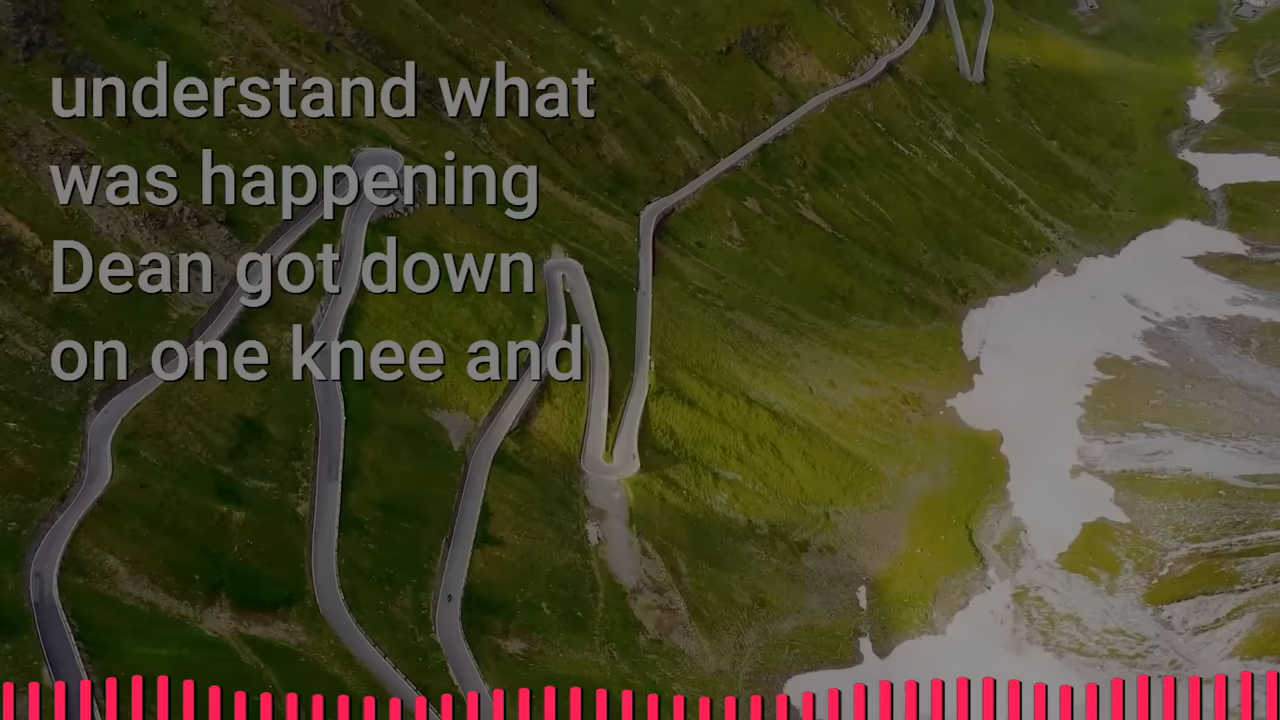 understand what
was happening
Dean got down
on one knee and